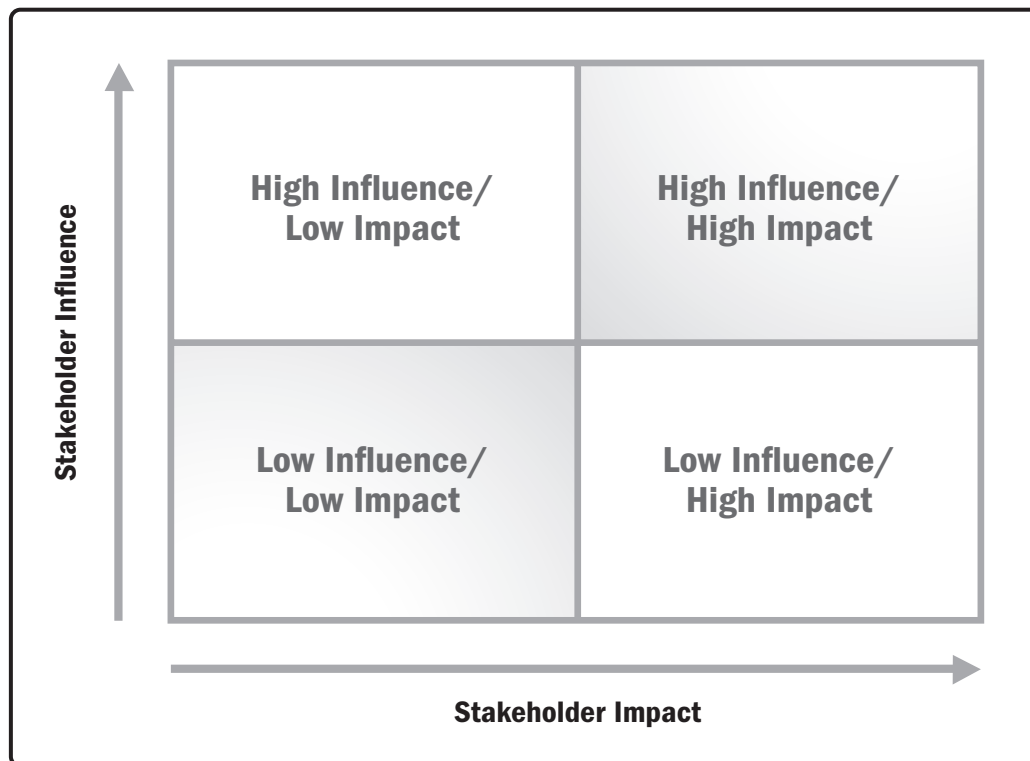 High Influence/
Low Impact
High Influence/
High Impact
Stakeholder Influence
Low Influence/
Low Impact
Low Influence/
High Impact
Stakeholder Impact